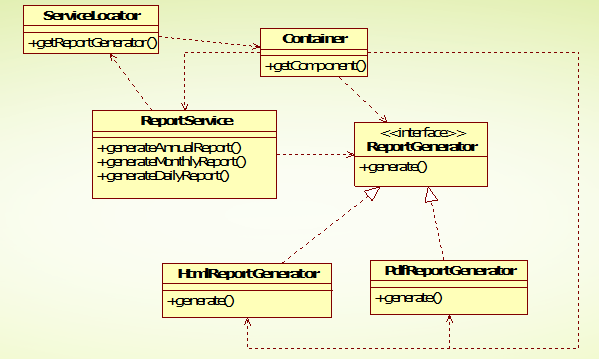 ServiceLocator
+getReportGenerator()
Container
+getComponent()
ReportService
+generateAnnualReport()
+generateMonthlyReport()
+generateDailyReport()
<<interface>>
ReportGenerator
+generate()
HtmlReportGenerator
+generate()
PdfReportGenerator
+generate()